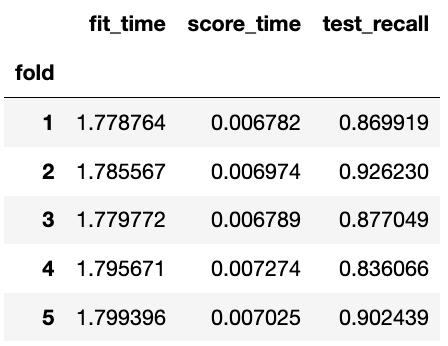 fit_time score_time test_recall
fold
1 1.778764 0.006782 0.869919
2 1.785567 0.006974 0.926230
3 1.779772 0.006789 0.877049
4 1.795671 0.007274 0.836066
5 1.799396 0.007025 0.902439